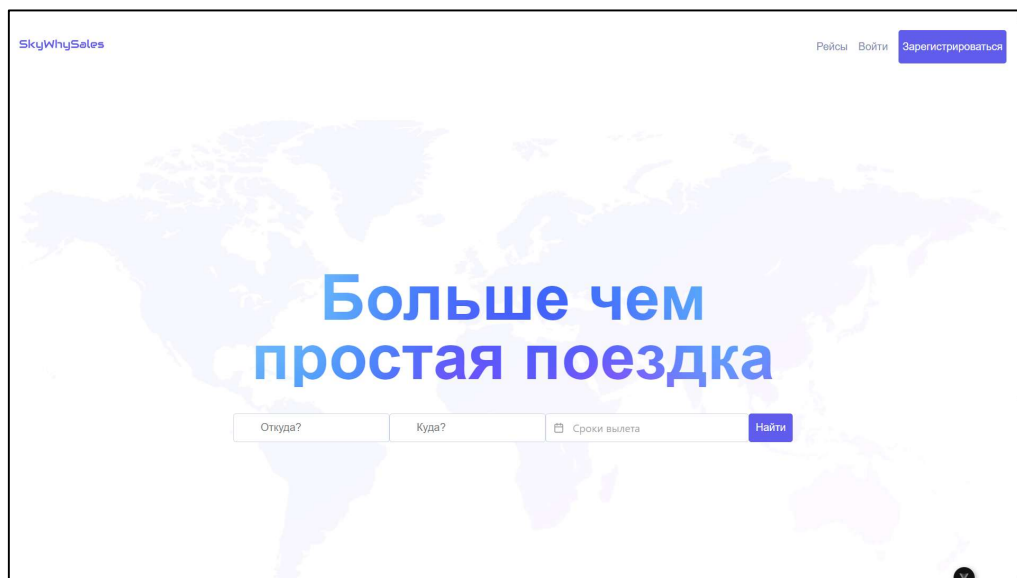 SkyWhySales
Рейсы Войти Зарегистрироваться
Больше чем
простая поездка
Откуда? Куда? Сроки вылета Найти